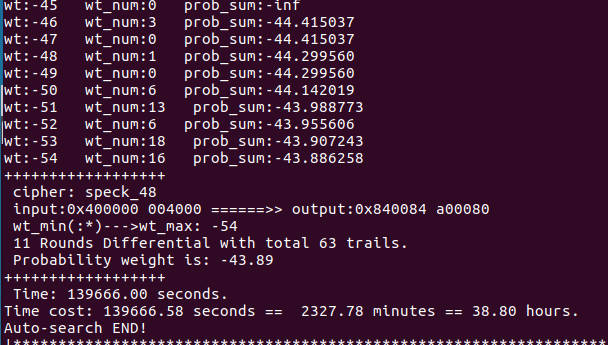 wt:-45 wt_num:0 prob_sum:-inf
wt:-46 wt_num:3 prob_sum:-44.415037
wt:-47 wt_num:0 prob_sum:-44.415037
wt:-48 wt_num:1 prob_sum:-44.299560
wt:-49 wt_num:0 prob_sum:-44.299560
wt:-50 wt_num:6 prob_sum:-44.142019
wt:-51 wt_num:13 prob_sum:-43.988773
wt:-52 wt_num:6 prob_sum:-43.955606
wt:-53 wt_num:18 prob_sum:-43.907243
wt:-54 wt_num:16 prob_sum:-43.886258
++++++++++++++++++
cipher: speck_48
input:0x400000 004000 ======>> output:0x840084 a00080
wt_min(:*)--->wt_max: -54
11 Rounds Differential with total 63 trails.
Probability weight is: -43.89
++++++++++++++++++
Time: 139666.00 seconds.
Time cost: 139666.58 seconds == 2327.78 minutes == 38.80 hours.
Auto-search END!
!******************************************************************